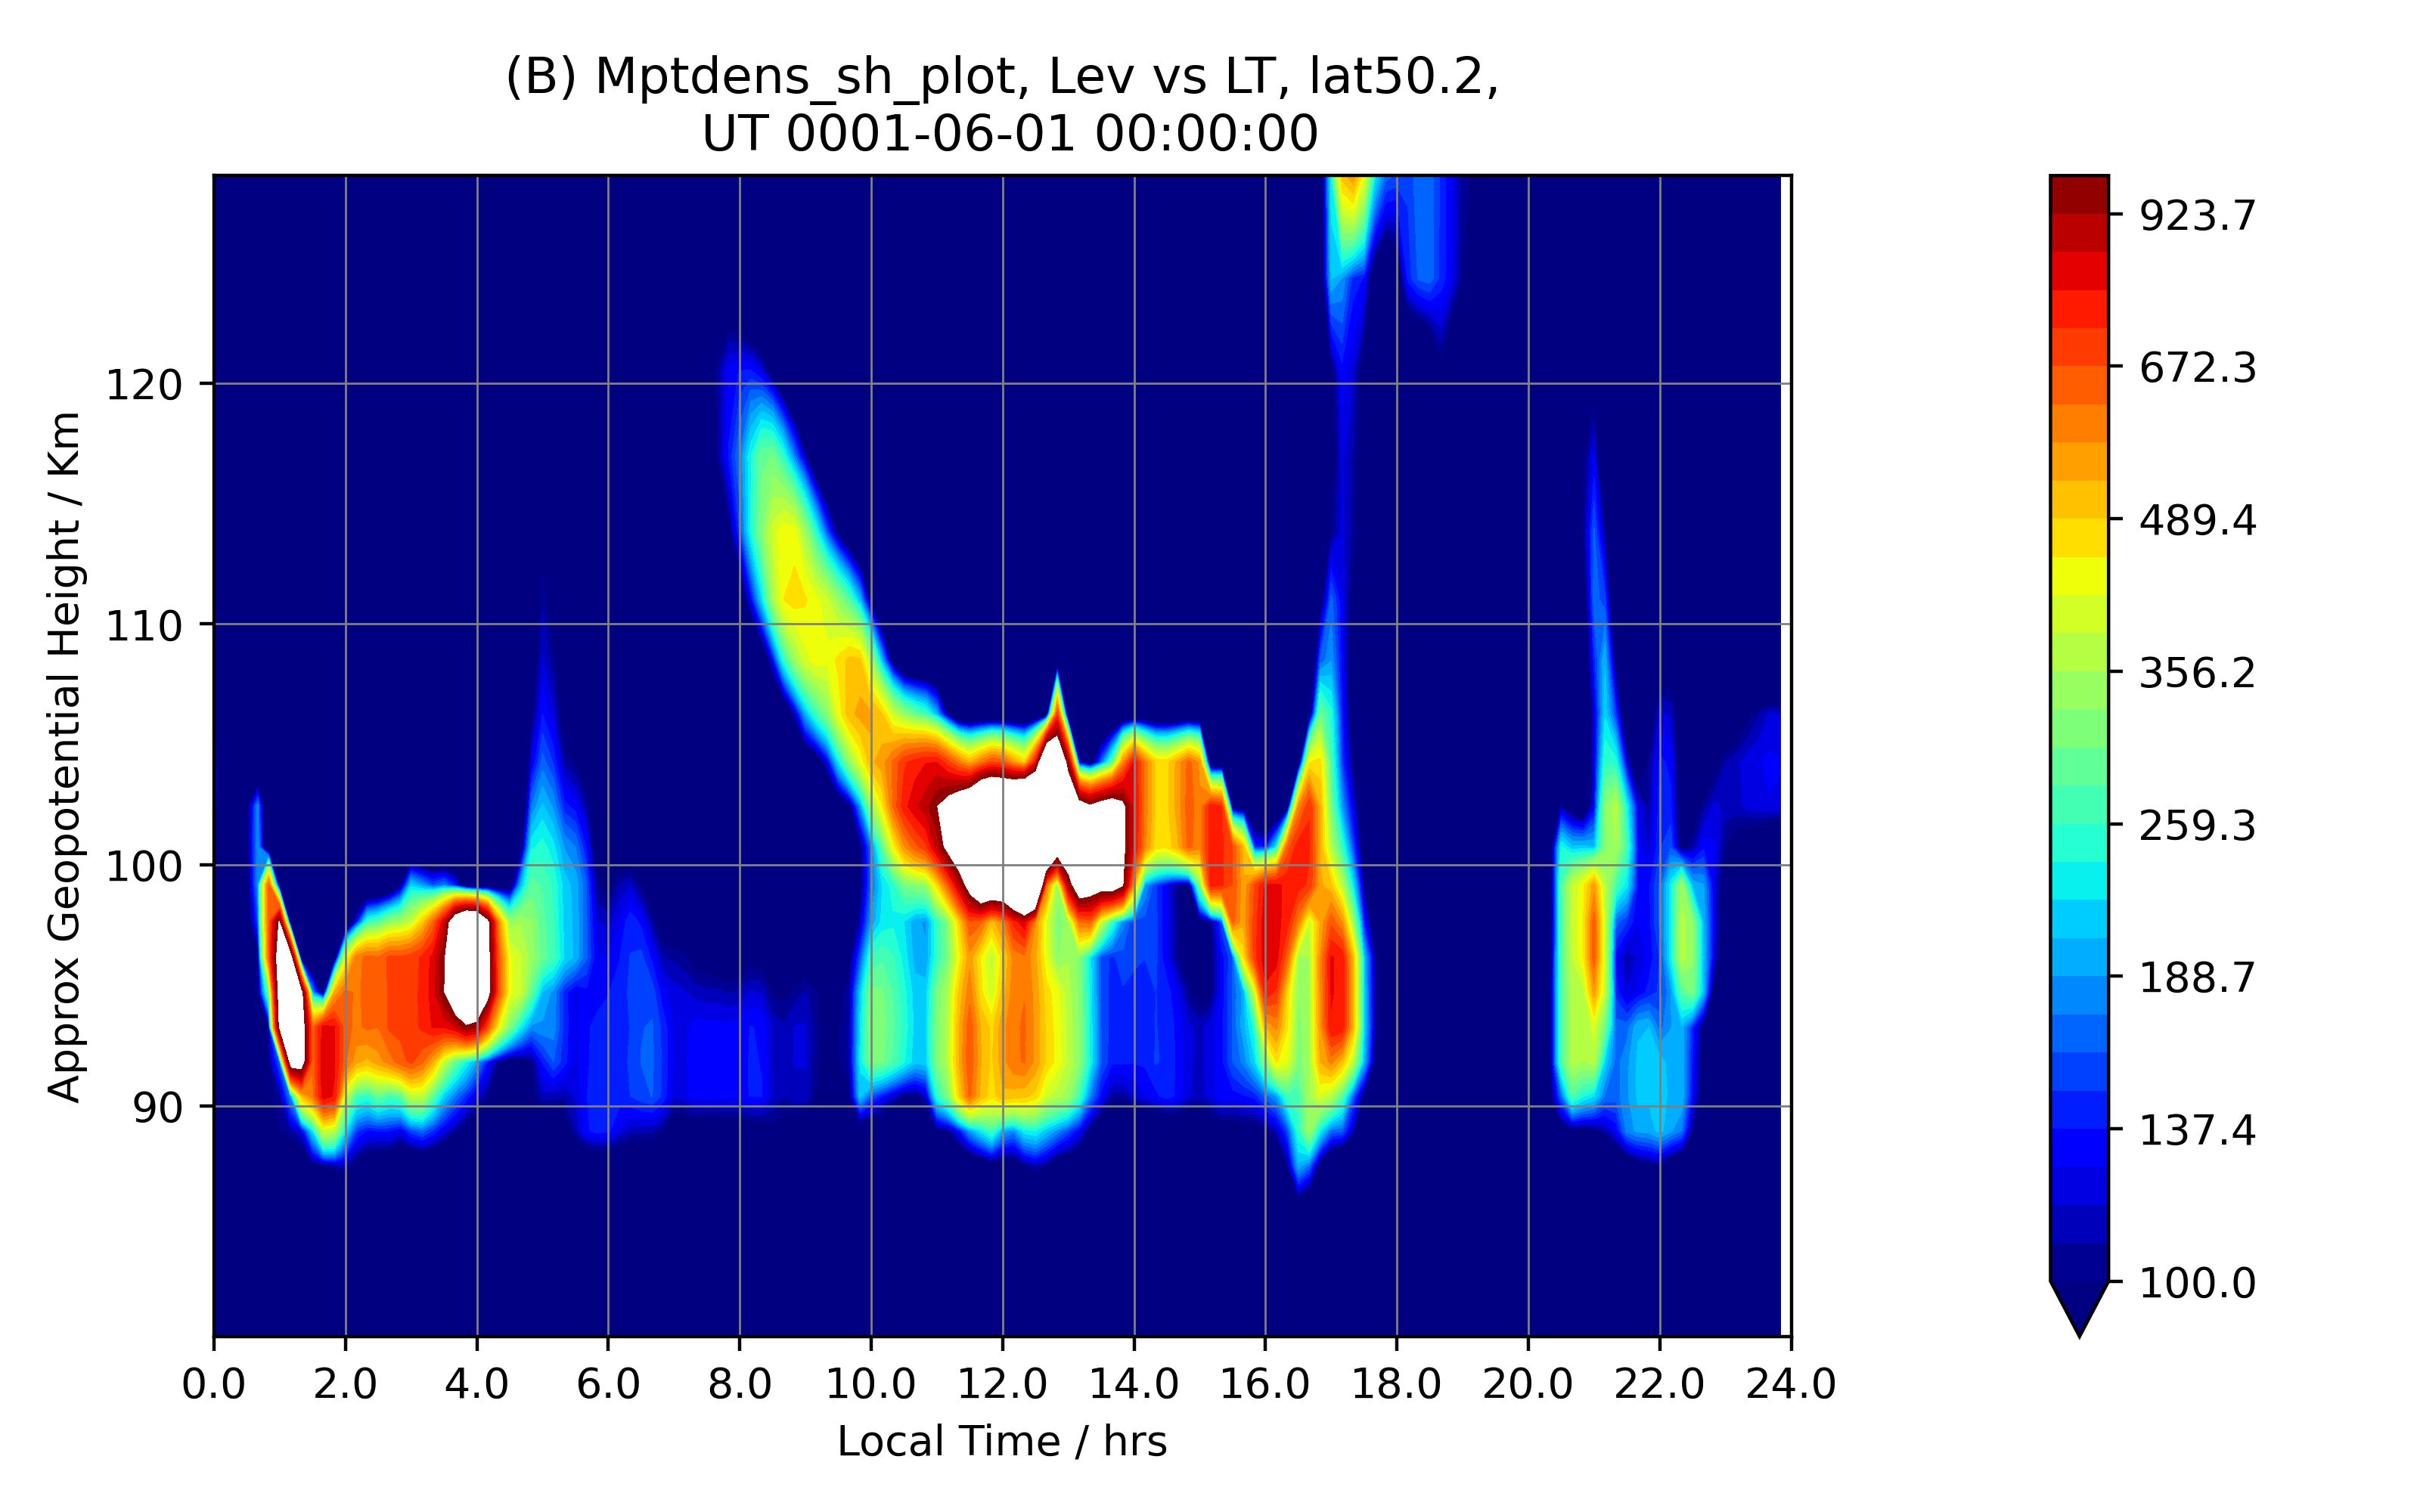 (B) Mptdens_sh_plot, Lev vs LT, lat50.2,
UT 0001-06-01 00:00:00
Approx Geopotential Height / Km
120
110
100
90
0.0 2.0 4.0 6.0 8.0 10.0 12.0 14.0 16.0 18.0 20.0 22.0 24.0
Local Time / hrs
923.7
672.3
489.4
356.2
259.3
188.7
137.4
100.0